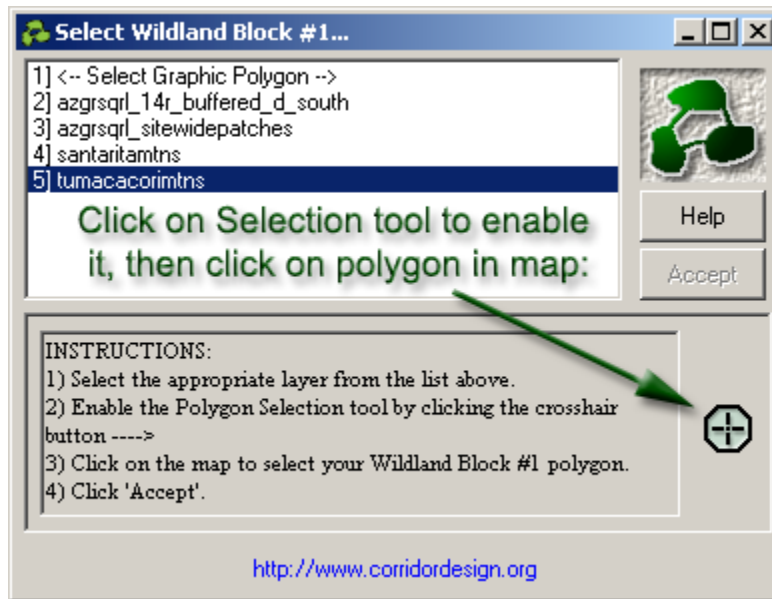 Select Wildland Block #1...
1] <-- Select Graphic Polygon -->
2] azgrsqrl_14r_buffered_d_south
3] azgrsqrl_sitewidepatches
4] santaritamtns
5] tumacacorimtns
Click on Selection tool to enable
it, then click on polygon in map:
Help
Accept
INSTRUCTIONS:
1) Select the appropriate layer from the list above.
2) Enable the Polygon Selection tool by clicking the crosshair
button ---->
3) Click on the map to select your Wildland Block #1 polygon.
4) Click 'Accept'.
http://www.corridordesign.org